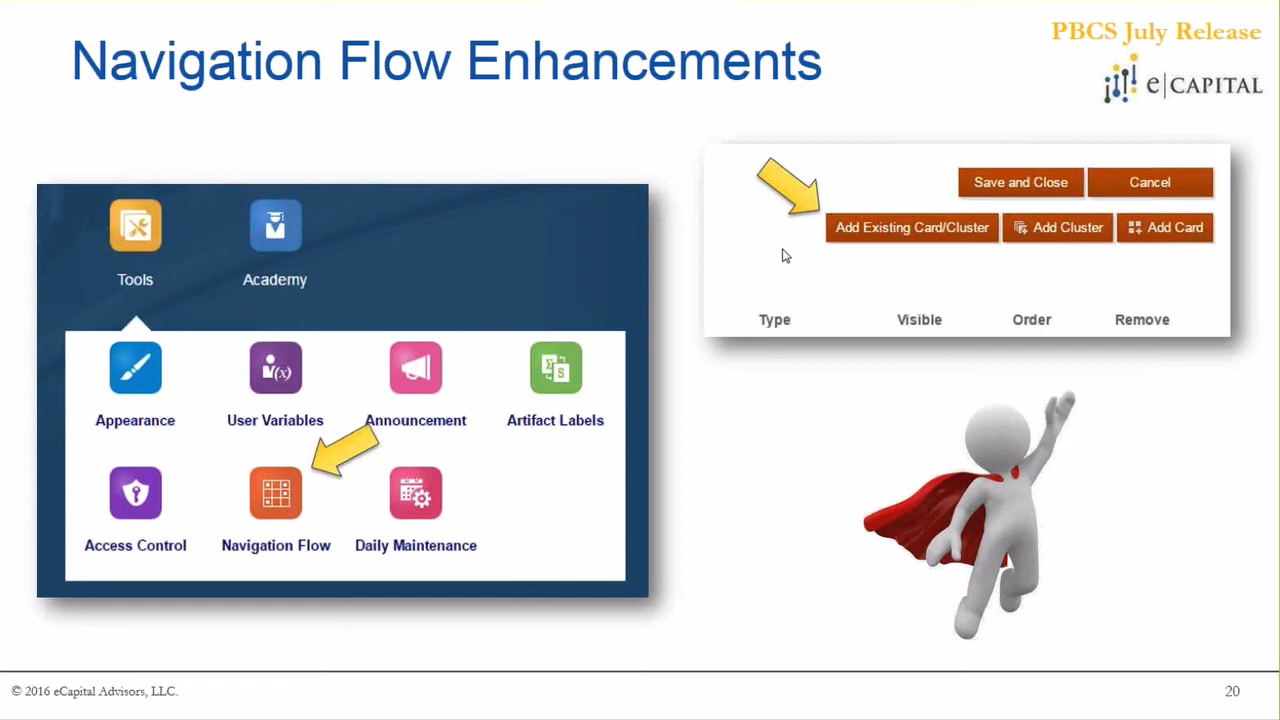 PBCS July Release
Navigation Flow Enhancements
e|CAPITAL
Tools
Academy
Appearance
User Variables
Announcement
Artifact Labels
Access Control
Navigation Flow
Daily Maintenance
Save and Close
Cancel
Add Existing Card/Cluster
Add Cluster
Add Card
Type
Visible
Order
Remove
© 2016 eCapital Advisors, LLC.
20